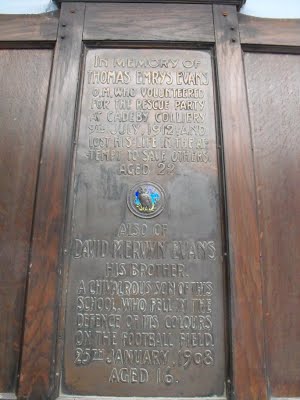 IN MEMORY OF
THOMAS EMRYS EVANS
O.M. WHO VOLUNTEERED
FOR THE RESCUE PARTY
AT CADEBY COLLIERY
9TH JULY, 1912, AND
LOST HIS LIFE IN THE AT-
TEMPT TO SAVE OTHERS.
AGED
ALSO OF
DAVID MERWYN EVANS
HIS BROTHER.
A CHIVALROUS SON OF THIS
SCHOOL, WHO FELL IN THE
DEFENCE OF ITS COLOURS
ON THE FOOTBALL FIELD.
25TH JANUARY, 1908
AGED 16.